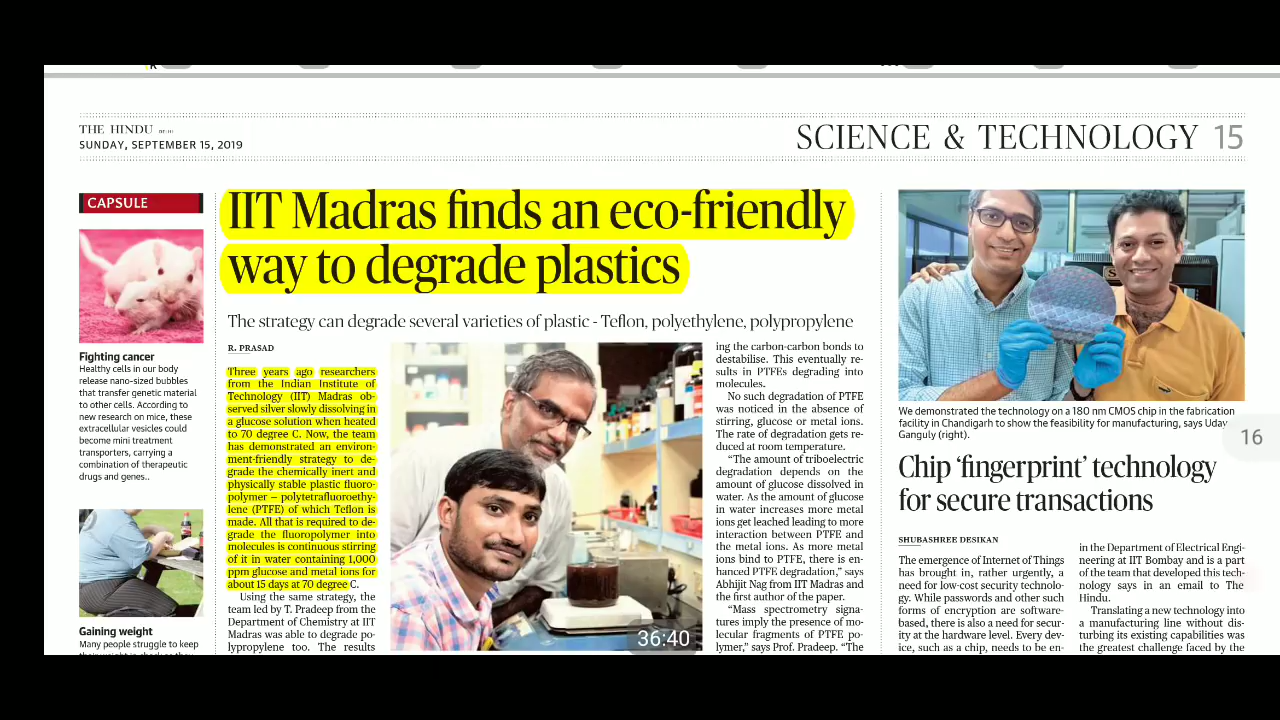 THE HINDU
SUNDAY, SEPTEMBER 15, 2019
SCIENCE & TECHNOLOGY 15
CAPSULE
Fighting cancer
Healthy cells in our body
release nano-sized bubbles
that transfer genetic material
to other cells. According to
new research on mice, these
extracellular vesicles could
become mini treatment
transporters, carrying a
combination of therapeutic
drugs and genes..
Gaining weight
Many people struggle to keep
IIT Madras finds an eco-friendly
way to degrade plastics
The strategy can degrade several varieties of plastic - Teflon, polyethylene, polypropylene
R. PRASAD
Three years ago researchers
from the Indian Institute of
Technology (IIT) Madras ob-
served silver slowly dissolving in
a glucose solution when heated
to 70 degree C. Now, the team
has demonstrated an environ-
ment-friendly strategy to de-
grade the chemically inert and
physically stable plastic fluoro-
polymer – polytetrafluoroethy-
lene (PTFE) of which Teflon is
made. All that is required to de-
grade the fluoropolymer into
molecules is continuous stirring
of it in water containing 1,000
ppm glucose and metal ions for
about 15 days at 70 degree C.
Using the same strategy, the
team led by T. Pradeep from the
Department of Chemistry at IIT
Madras was able to degrade po-
lypropylene too. The results
36:40
ing the carbon-carbon bonds to
destabilise. This eventually re-
sults in PTFEs degrading into
molecules.
No such degradation of PTFE
was noticed in the absence of
stirring, glucose or metal ions.
The rate of degradation gets re-
duced at room temperature.
“The amount of triboelectric
degradation depends on the
amount of glucose dissolved in
water. As the amount of glucose
in water increases more metal
ions get leached leading to more
interaction between PTFE and
the metal ions. As more metal
ions bind to PTFE, there is en-
hanced PTFE degradation,” says
Abhijit Nag from IIT Madras and
the first author of the paper.
“Mass spectrometry signa-
tures imply the presence of mo-
lecular fragments of PTFE po-
lymer,” says Prof. Pradeep. “The
We demonstrated the technology on a 180 nm CMOS chip in the fabrication
facility in Chandigarh to show the feasibility for manufacturing, says Uday
Ganguly (right).
16
Chip ‘fingerprint’ technology
for secure transactions
SHUBASHREE DESIKAN
The emergence of Internet of Things
has brought in, rather urgently, a
need for low-cost security technolo-
gy. While passwords and other such
forms of encryption are software-
based, there is also a need for secur-
ity at the hardware level. Every dev-
ice, such as a chip, needs to be en-
in the Department of Electrical Engi-
neering at IIT Bombay and is a part
of the team that developed this tech-
nology says in an email to The
Hindu.
Translating a new technology into
a manufacturing line without dis-
turbing its existing capabilities was
the greatest challenge faced by the